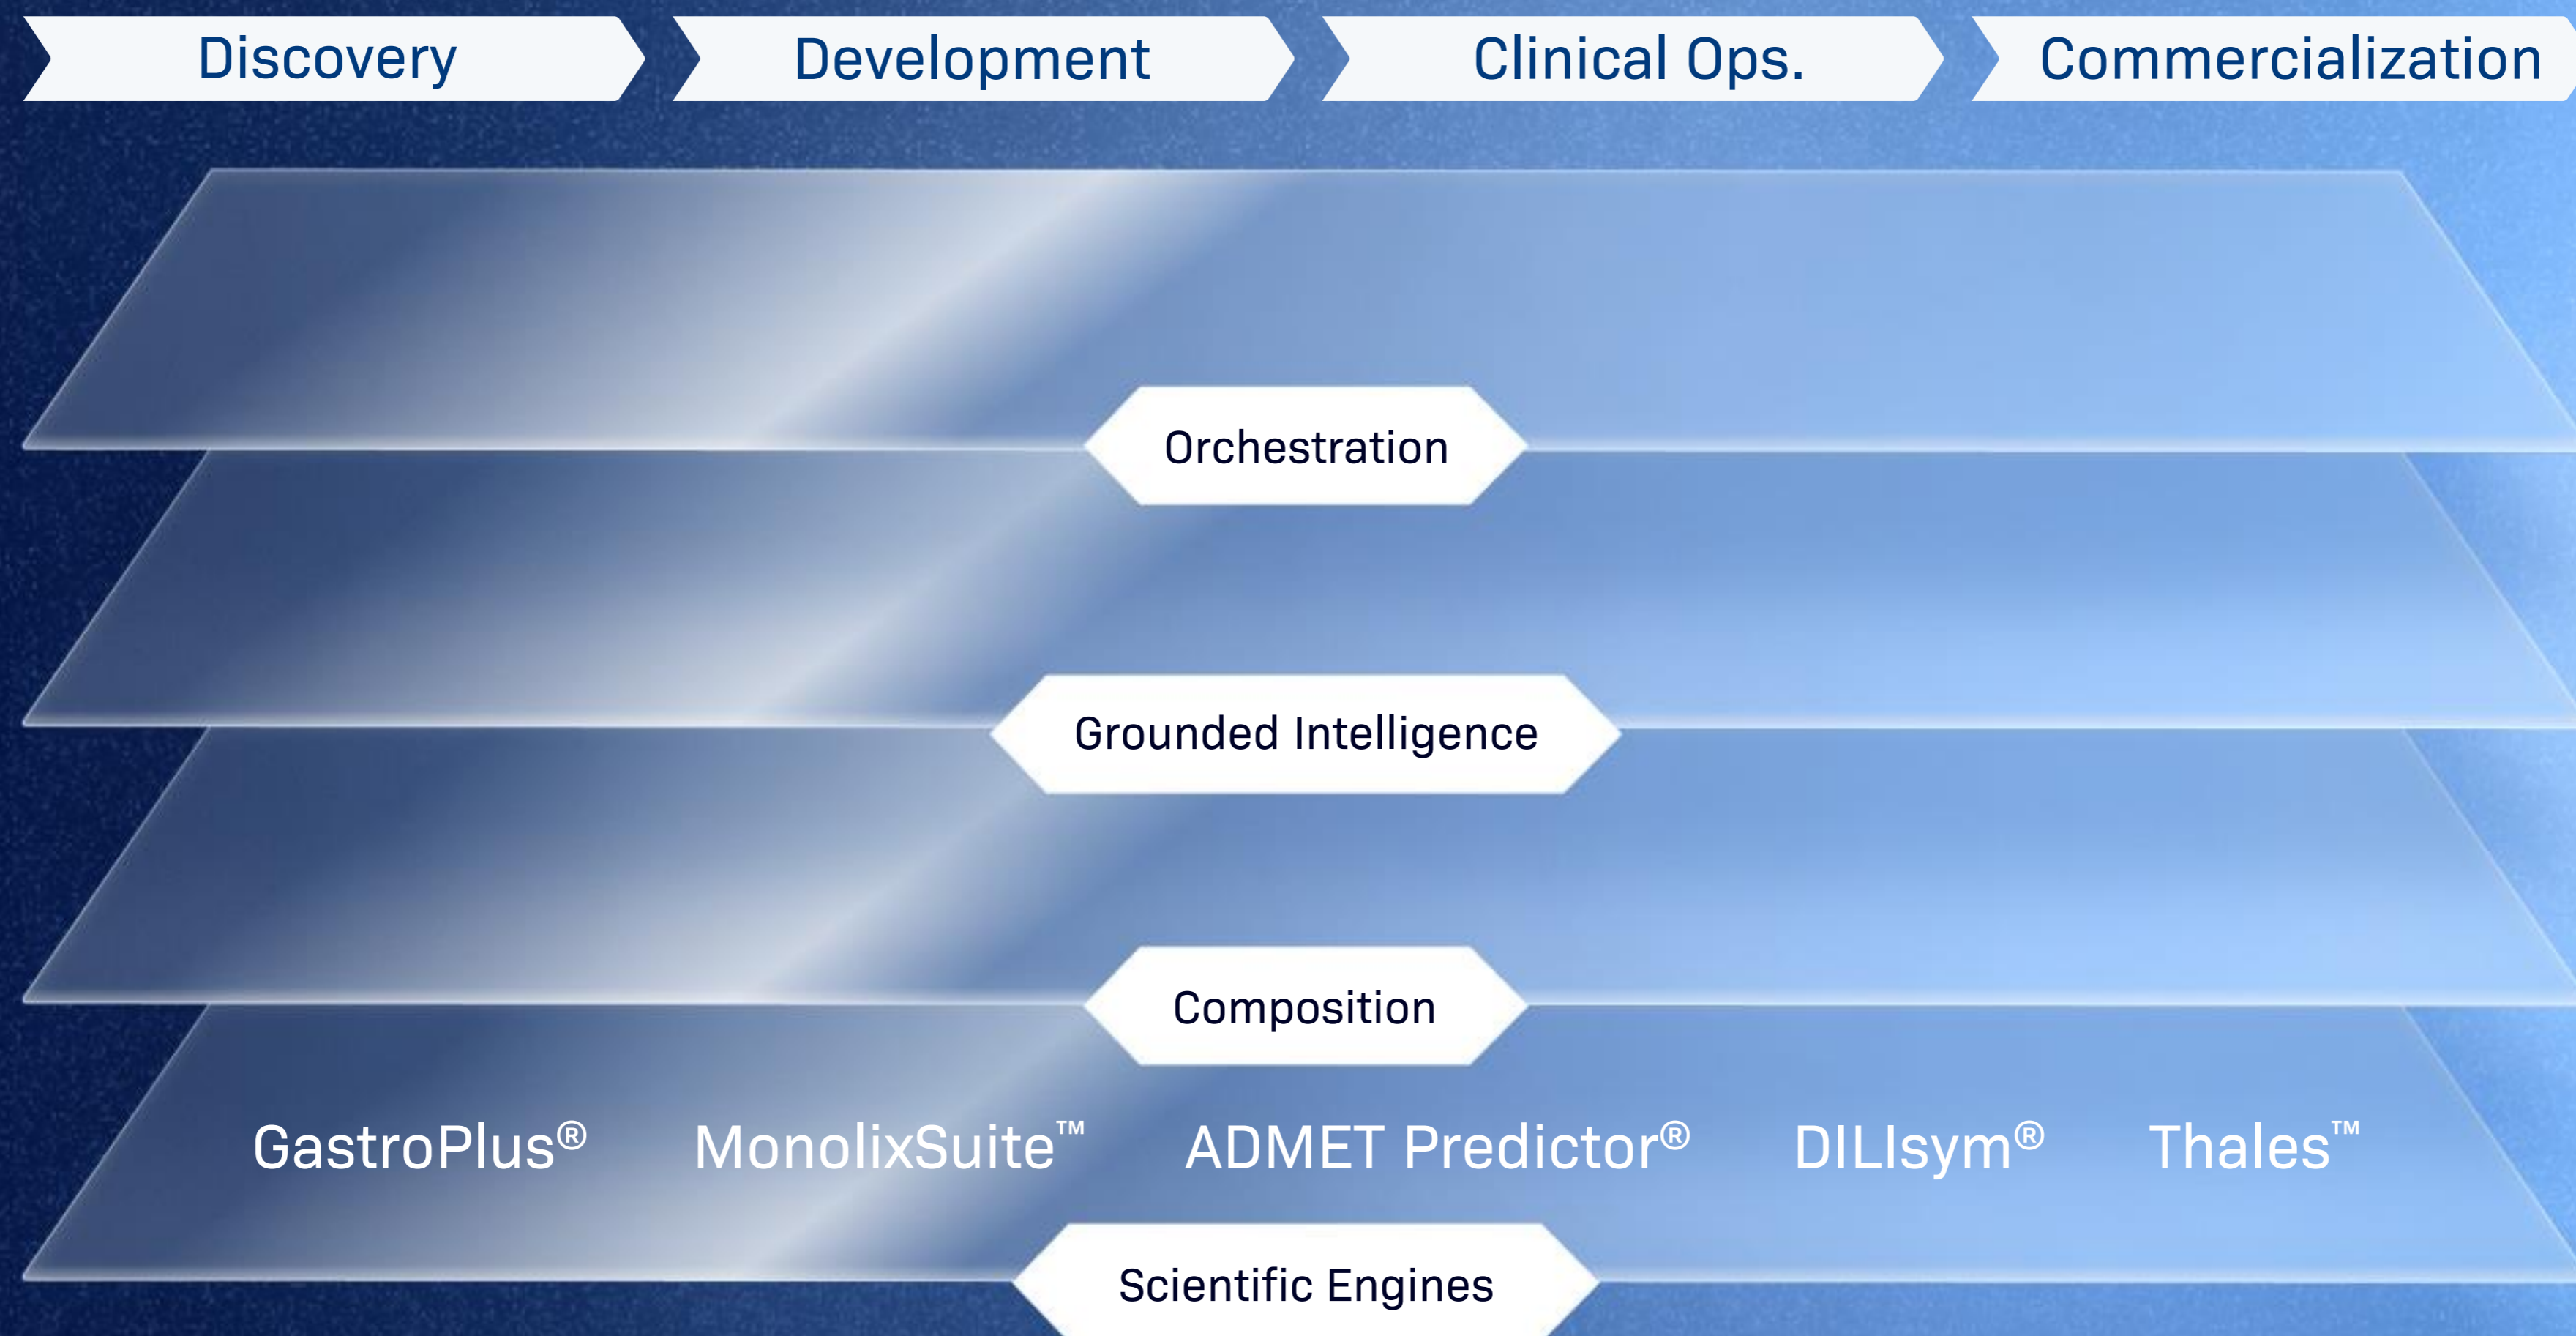 Discovery Development Clinical Ops. Commercialization
Orchestration
Grounded Intelligence
Composition
GastroPlus® MonolixSuite™ ADMET Predictor® DILIsym® Thales™
Scientific Engines